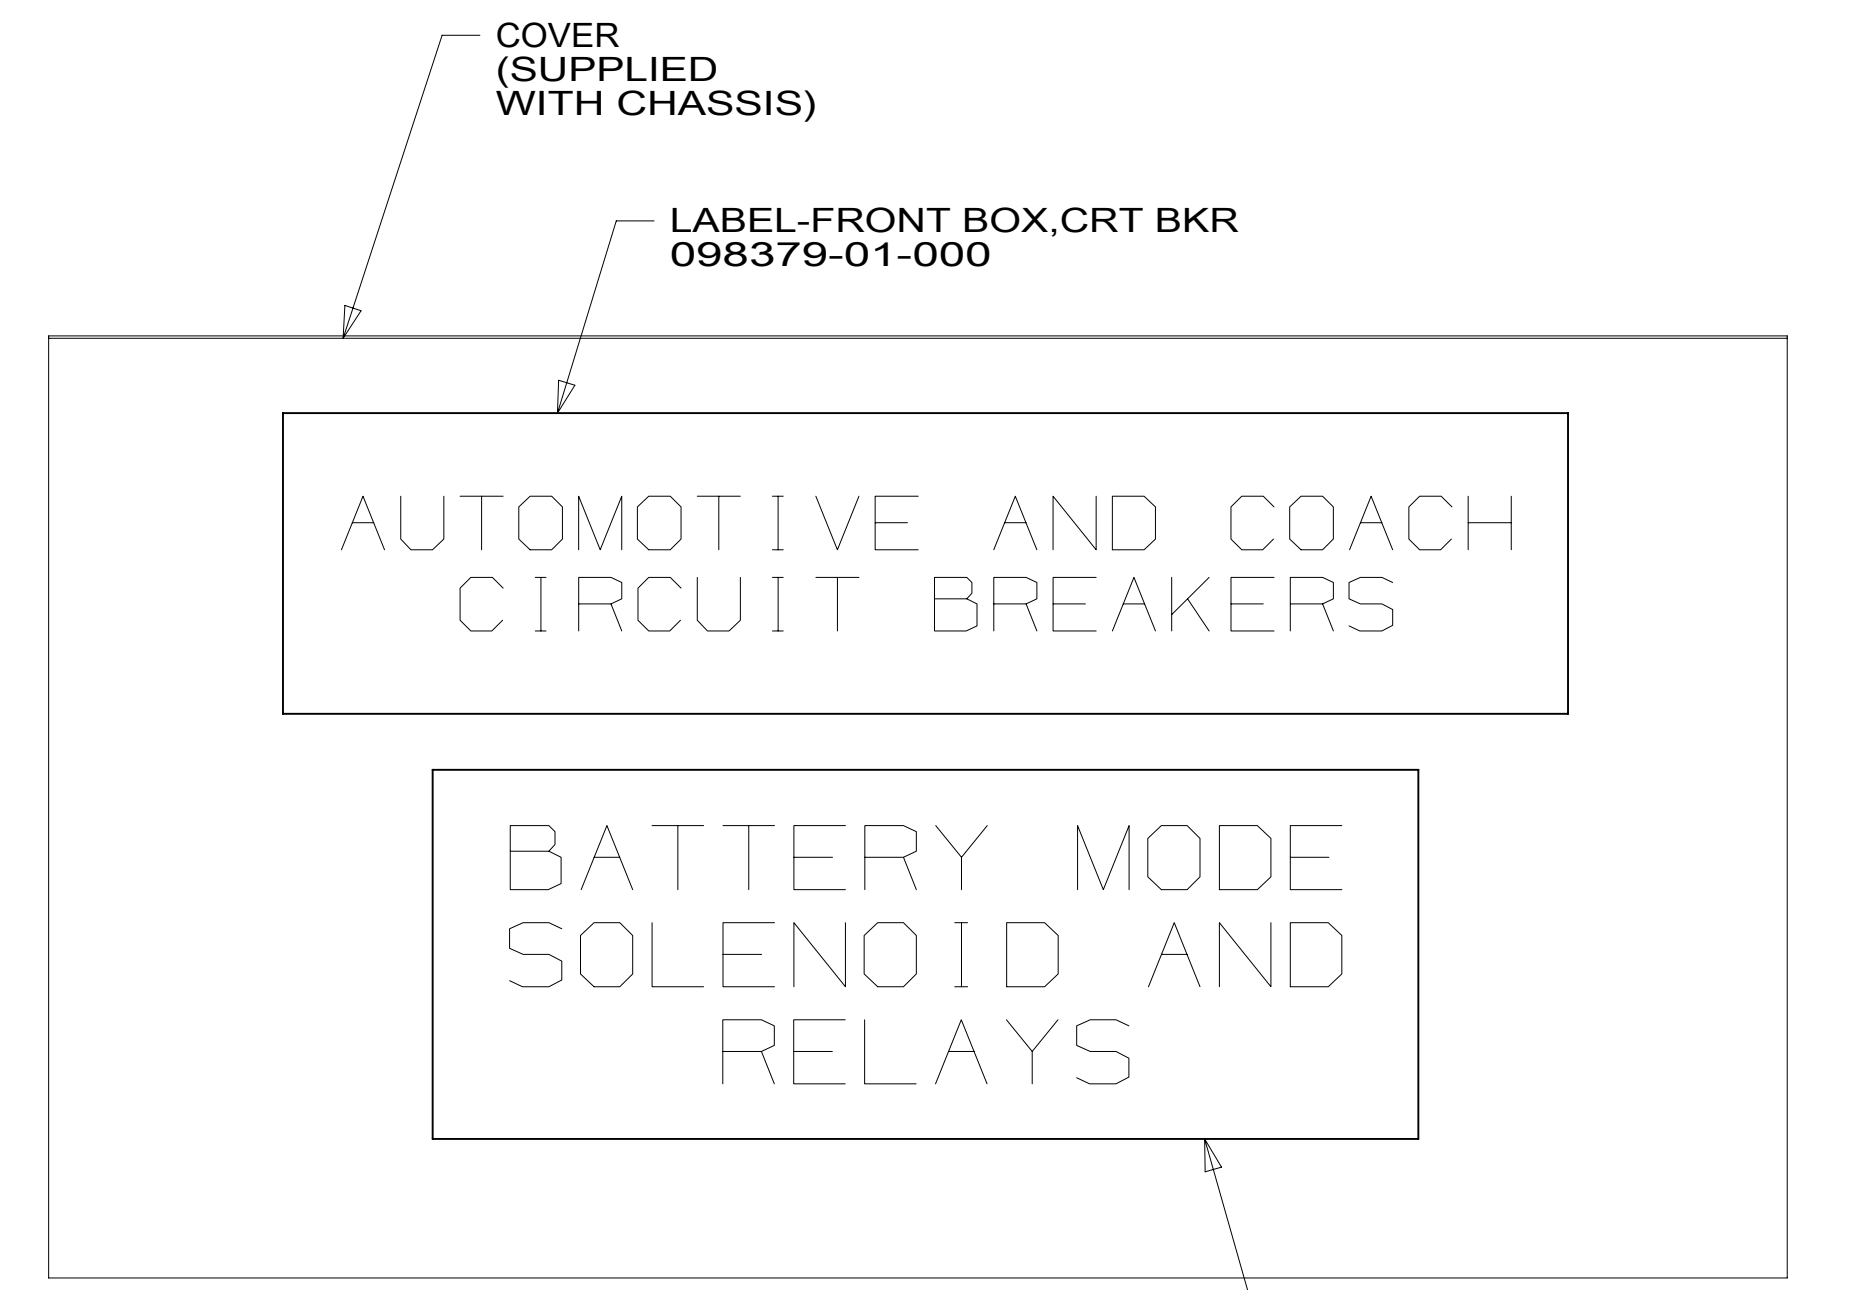 COVER
(SUPPLIED
WITH CHASSIS)
LABEL-FRONT BOX,CRT BKR
098379-01-000
AUTOMOTIVE AND COACH
CIRCUIT BREAKERS
BATTERY MODE
SOLENOID AND
RELAYS